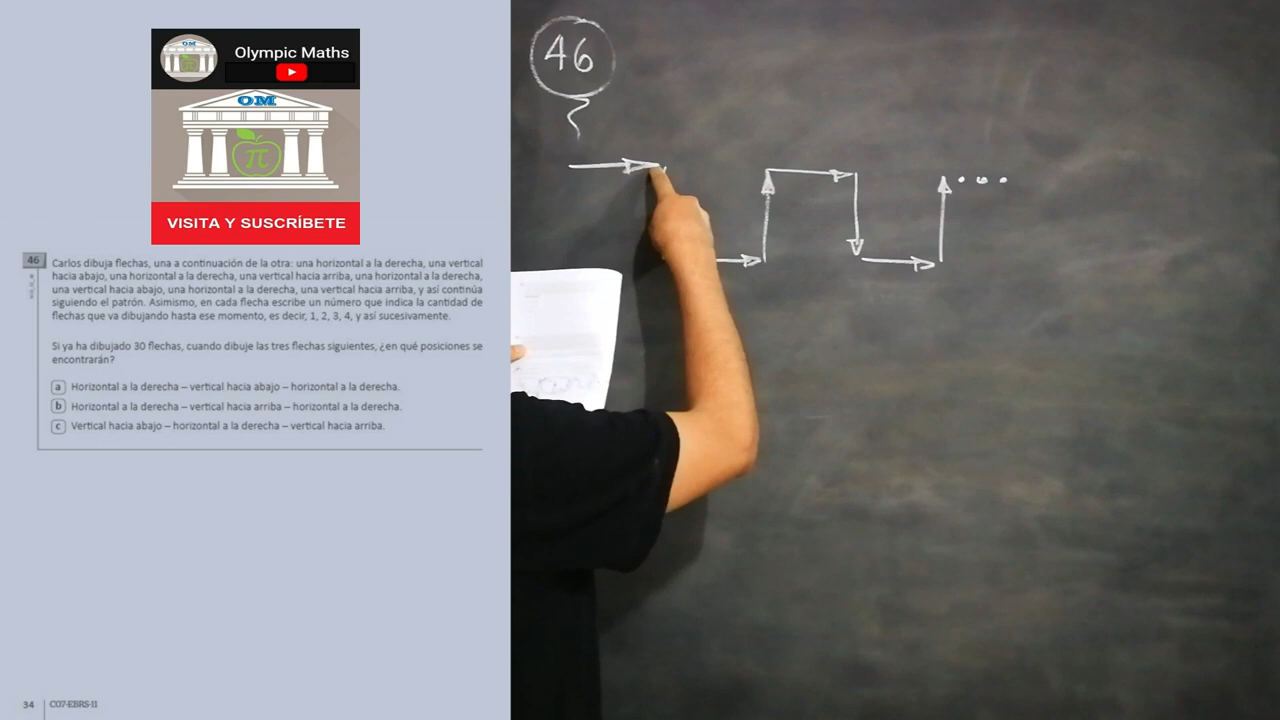 OM
Olympic Maths
OM
π
VISITA Y SUSCRÍBETE
46
Carlos dibuja flechas, una a continuación de la otra: una horizontal a la derecha, una vertical
hacia abajo, una horizontal a la derecha, una vertical hacia arriba, una horizontal a la derecha,
una vertical hacia abajo, una horizontal a la derecha, una vertical hacia arriba, y así continúa
siguiendo el patrón. Asimismo, en cada flecha escribe un número que indica la cantidad de
flechas que va dibujando hasta ese momento, es decir, 1, 2, 3, 4, y así sucesivamente.
Si ya ha dibujado 30 flechas, cuando dibuje las tres flechas siguientes, ¿en qué posiciones se
encontrarán?
a Horizontal a la derecha – vertical hacia abajo – horizontal a la derecha.
b Horizontal a la derecha – vertical hacia arriba – horizontal a la derecha.
c Vertical hacia abajo – horizontal a la derecha – vertical hacia arriba.
34 C07-EBRS-11
46
...